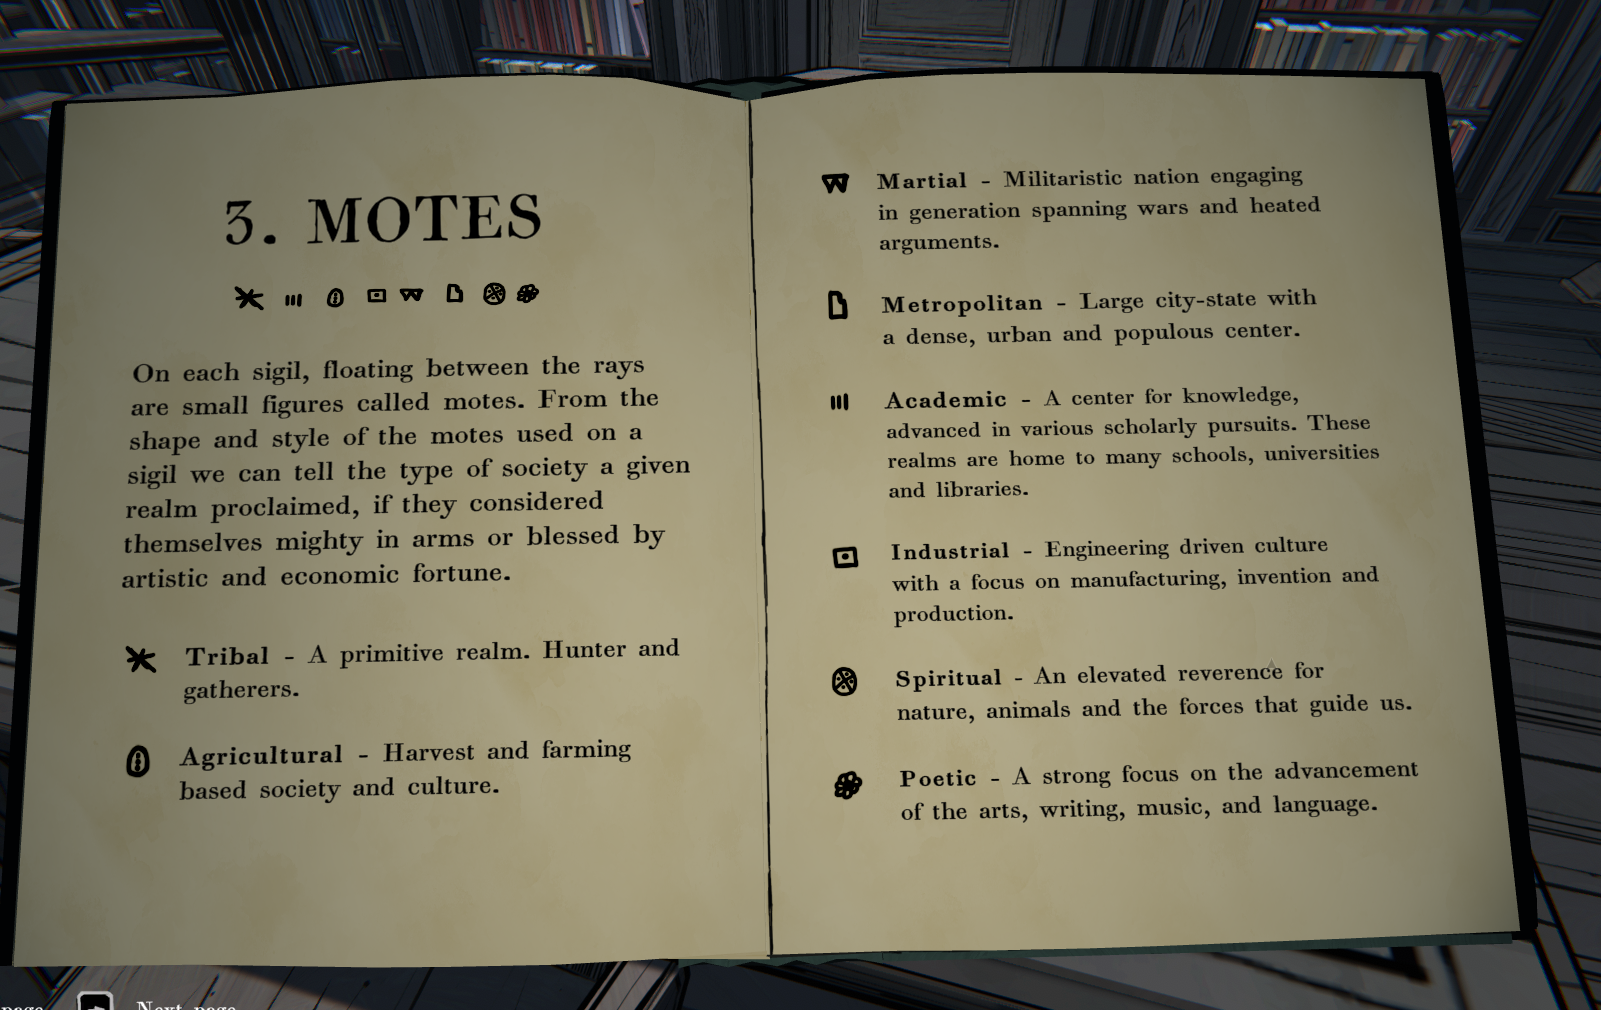 3. MOTES
On each sigil, floating between the rays
are small figures called motes. From the
shape and style of the motes used on a
sigil we can tell the type of society a given
realm proclaimed, if they considered
themselves mighty in arms or blessed by
artistic and economic fortune.
Tribal - A primitive realm. Hunter and
gatherers.
Agricultural - Harvest and farming
based society and culture.
Martial - Militaristic nation engaging
in generation spanning wars and heated
arguments.
Metropolitan - Large city-state with
a dense, urban and populous center.
Academic - A center for knowledge,
advanced in various scholarly pursuits. These
realms are home to many schools, universities
and libraries.
Industrial - Engineering driven culture
with a focus on manufacturing, invention and
production.
Spiritual - An elevated reverence for
nature, animals and the forces that guide us.
Poetic - A strong focus on the advancement
of the arts, writing, music, and language.
page Next page